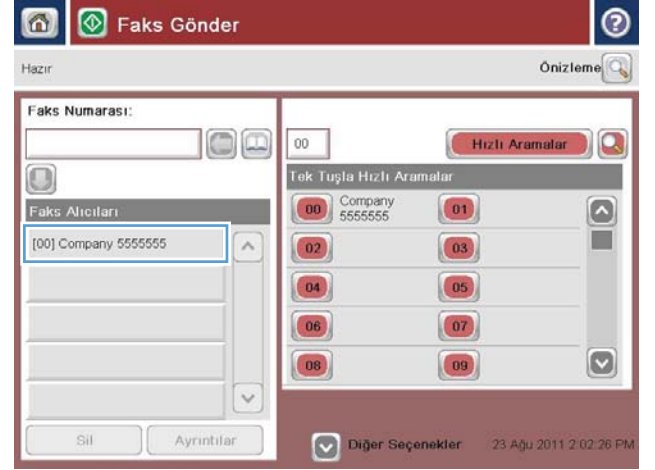 Faks Gönder
Hazır
Önizleme
Faks Numarası:
00
Hızlı Aramalar
Tek Tuşla Hızlı Aramalar
Faks Alıcıları
[00] Company 5555555
00
Company
5555555
01
02
03
04
05
06
07
08
09
Sil
Ayrıntılar
Diğer Seçenekler
23 Ağu 2011 2:02:26 PM